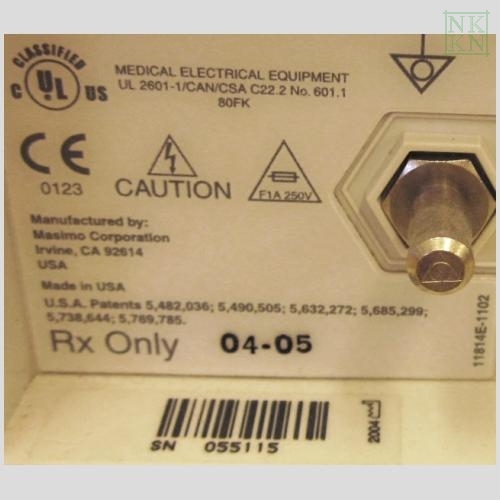 NK
KN
CLASSIFIED
C UL US
MEDICAL ELECTRICAL EQUIPMENT
UL 2601-1/CAN/CSA C22.2 No. 601.1
80FK
CE
0123
CAUTION
F1A 250V
Manufactured by:
Masimo Corporation
Irvine, CA 92614
USA
Made in USA
U.S.A. Patents 5,482,036; 5,490,505; 5,632,272; 5,685,299;
5,738,644; 5,769,785.
Rx Only 04-05
11814E-1102
SN 055115
2004